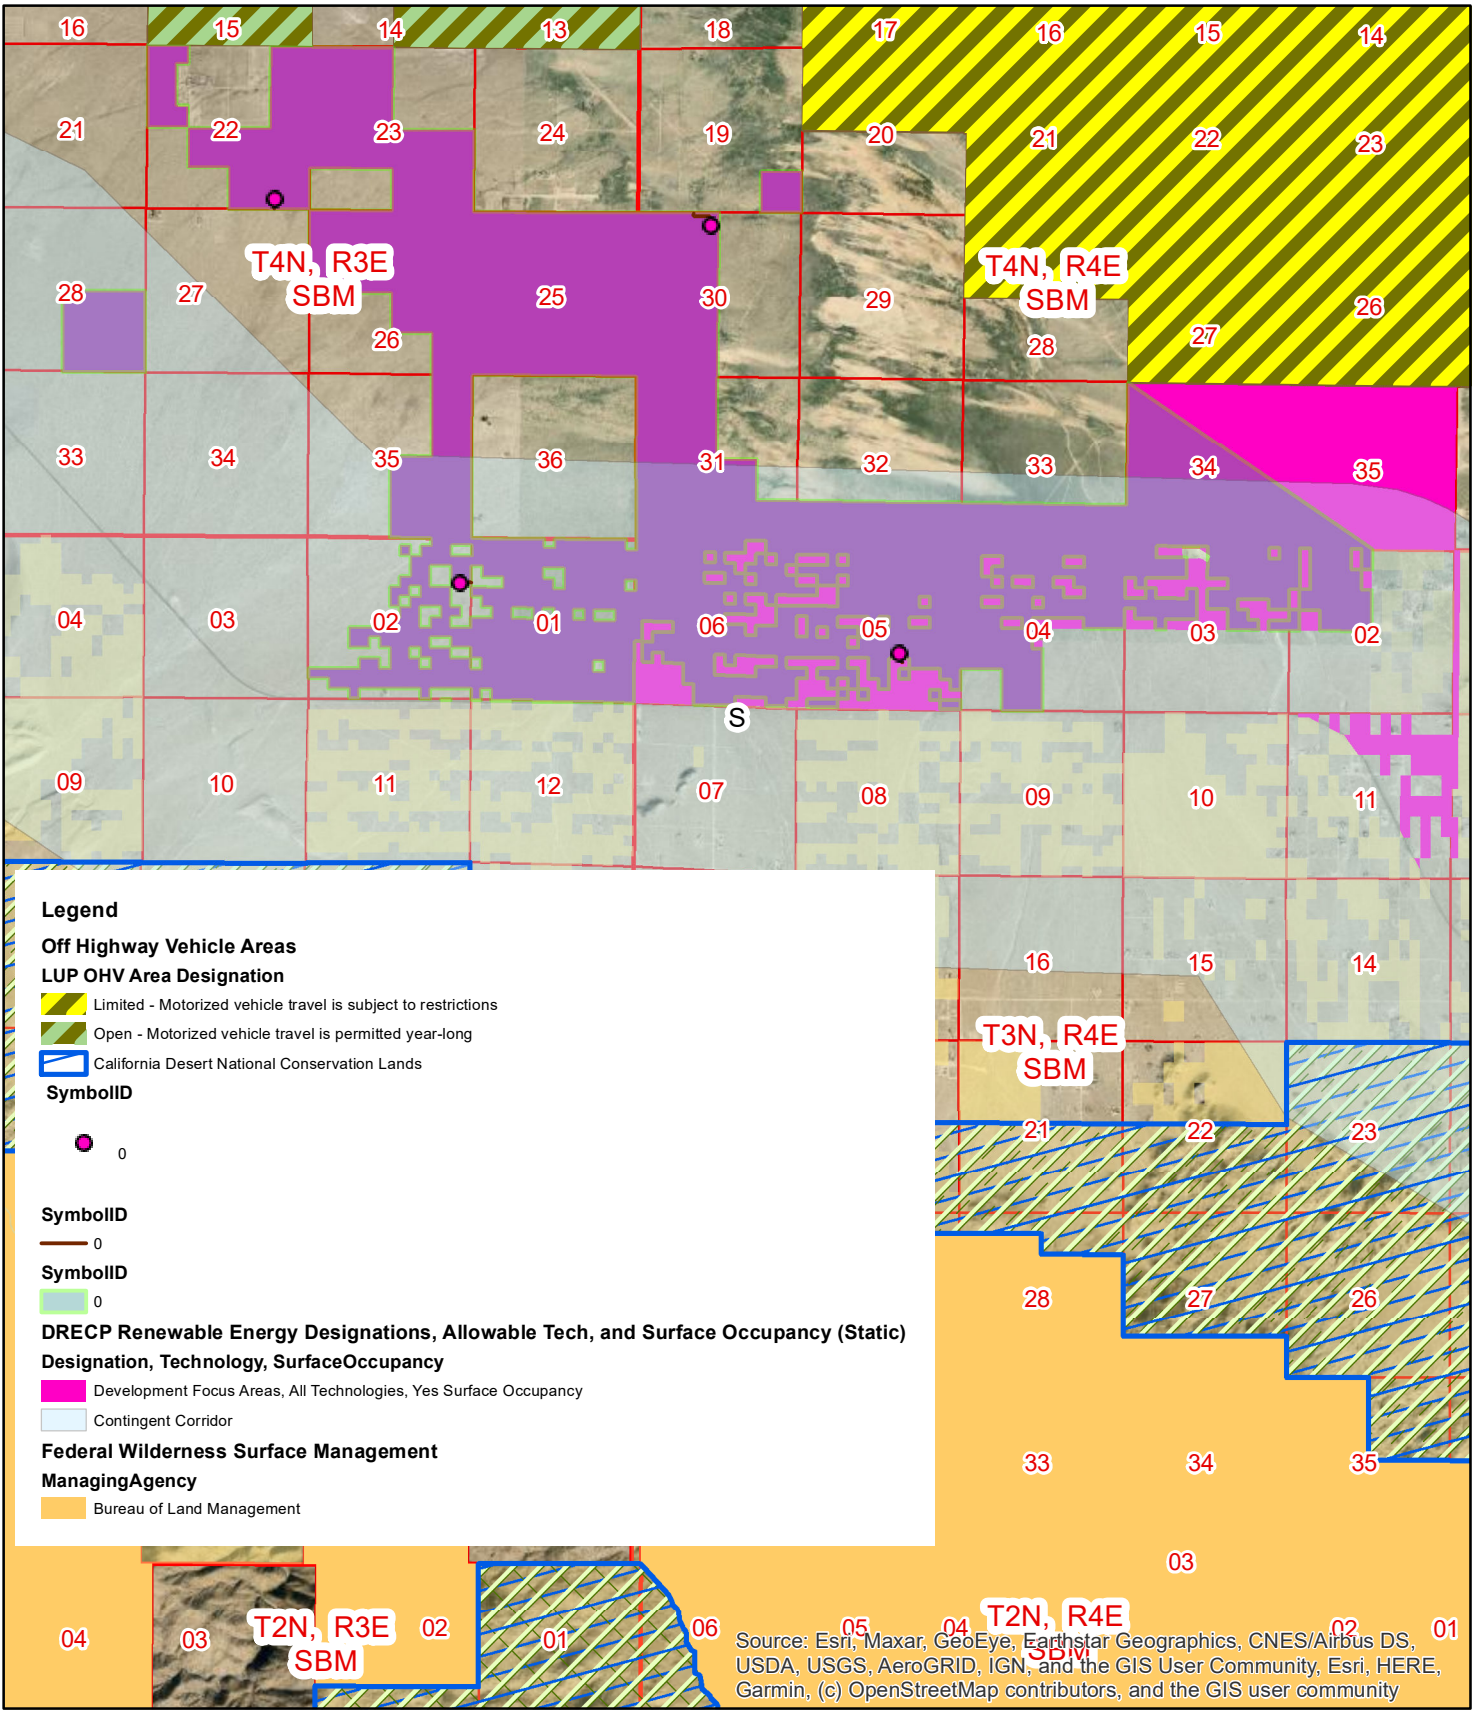 16 15 14 13 18 17 16 15 14
21 22 23 24 19 20 21 22 23
T4N, R3E
SBM
T4N, R4E
SBM
28 27 26 25 30 29 28 27 26
33 34 35 36 31 32 33 34 35
04 03 02 01 06 05 04 03 02
S
09 10 11 12 07 08 09 10 11
16 15 14
T3N, R4E
SBM
21 22 23
28 27 26
33 34 35
03
Legend
Off Highway Vehicle Areas
LUP OHV Area Designation
Limited - Motorized vehicle travel is subject to restrictions
Open - Motorized vehicle travel is permitted year-long
California Desert National Conservation Lands
SymbolID
0
SymbolID
0
SymbolID
0
DRECP Renewable Energy Designations, Allowable Tech, and Surface Occupancy (Static)
Designation, Technology, SurfaceOccupancy
Development Focus Areas, All Technologies, Yes Surface Occupancy
Contingent Corridor
Federal Wilderness Surface Management
ManagingAgency
Bureau of Land Management
04 03 02 01 06 05 04 02 01
T2N, R3E
SBM
T2N, R4E
SBM
Source: Esri, Maxar, GeoEye, Earthstar Geographics, CNES/Airbus DS,
USDA, USGS, AeroGRID, IGN, and the GIS User Community, Esri, HERE,
Garmin, (c) OpenStreetMap contributors, and the GIS user community